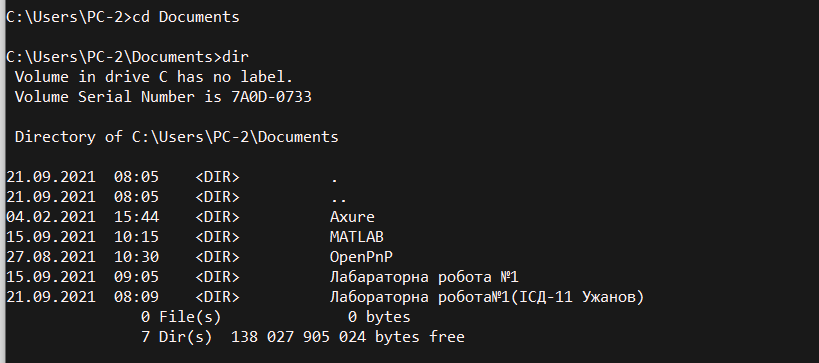 C:\Users\PC-2>cd Documents
C:\Users\PC-2\Documents>dir
Volume in drive C has no label.
Volume Serial Number is 7A0D-0733
Directory of C:\Users\PC-2\Documents
21.09.2021  08:05    <DIR>          .
21.09.2021  08:05    <DIR>          ..
04.02.2021  15:44    <DIR>          Axure
15.09.2021  10:15    <DIR>          MATLAB
27.08.2021  10:30    <DIR>          OpenPnP
15.09.2021  09:05    <DIR>          Лабараторна робота №1
21.09.2021  08:09    <DIR>          Лабораторна робота№1(ІСД-11 Ужанов)
0 File(s)              0 bytes
7 Dir(s)  138 027 905 024 bytes free